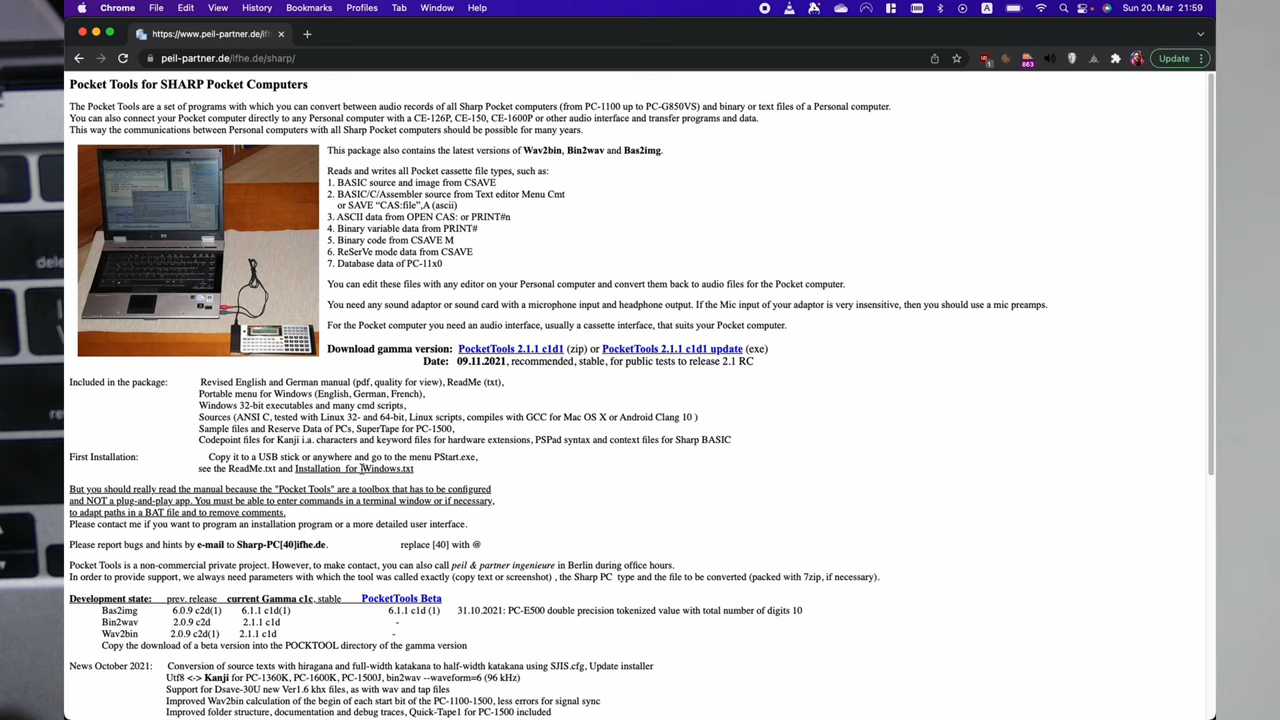 Chrome File Edit View History Bookmarks Profiles Tab Window Help
Sun 20. Mar 21:59
https://www.peil-partner.de/ifh
peil-partner.de/ifhe.de/sharp/
1
863
Update
Pocket Tools for SHARP Pocket Computers
The Pocket Tools are a set of programs with which you can convert between audio records of all Sharp Pocket computers (from PC-1100 up to PC-G850VS) and binary or text files of a Personal computer.
You can also connect your Pocket computer directly to any Personal computer with a CE-126P, CE-150, CE-1600P or other audio interface and transfer programs and data.
This way the communications between Personal computers with all Sharp Pocket computers should be possible for many years.
This package also contains the latest versions of Wav2bin, Bin2wav and Bas2img.
Reads and writes all Pocket cassette file types, such as:
1. BASIC source and image from CSAVE
2. BASIC/C/Assembler source from Text editor Menu Cmt
or SAVE “CAS:file”,A (ascii)
3. ASCII data from OPEN CAS: or PRINT#n
4. Binary variable data from PRINT#
5. Binary code from CSAVE M
6. ReSerVe mode data from CSAVE
7. Database data of PC-11x0
You can edit these files with any editor on your Personal computer and convert them back to audio files for the Pocket computer.
You need any sound adaptor or sound card with a microphone input and headphone output. If the Mic input of your adaptor is very insensitive, then you should use a mic preamps.
For the Pocket computer you need an audio interface, usually a cassette interface, that suits your Pocket computer.
Download gamma version: PocketTools 2.1.1 c1d1 (zip) or PocketTools 2.1.1 c1d1 update (exe)
Date: 09.11.2021, recommended, stable, for public tests to release 2.1 RC
Included in the package: Revised English and German manual (pdf, quality for view), ReadMe (txt),
Portable menu for Windows (English, German, French),
Windows 32-bit executables and many cmd scripts,
Sources (ANSI C, tested with Linux 32- and 64-bit, Linux scripts, compiles with GCC for Mac OS X or Android Clang 10 )
Sample files and Reserve Data of PCs, SuperTape for PC-1500,
Codepoint files for Kanji i.a. characters and keyword files for hardware extensions, PSPad syntax and context files for Sharp BASIC
First Installation: Copy it to a USB stick or anywhere and go to the menu PStart.exe,
see the ReadMe.txt and Installation for Windows.txt
But you should really read the manual because the "Pocket Tools" are a toolbox that has to be configured
and NOT a plug-and-play app. You must be able to enter commands in a terminal window or if necessary,
to adapt paths in a BAT file and to remove comments.
Please contact me if you want to program an installation program or a more detailed user interface.
Please report bugs and hints by e-mail to Sharp-PC[40]ifhe.de. replace [40] with @
Pocket Tools is a non-commercial private project. However, to make contact, you can also call peil & partner ingenieure in Berlin during office hours.
In order to provide support, we always need parameters with which the tool was called exactly (copy text or screenshot) , the Sharp PC type and the file to be converted (packed with 7zip, if necessary).
Development state: prev. release current Gamma c1c, stable PocketTools Beta
Bas2img 6.0.9 c2d(1) 6.1.1 c1d(1) 6.1.1 c1d (1) 31.10.2021: PC-E500 double precision tokenized value with total number of digits 10
Bin2wav 2.0.9 c2d 2.1.1 c1d -
Wav2bin 2.0.9 c2d(1) 2.1.1 c1d -
Copy the download of a beta version into the POCKTOOL directory of the gamma version
News October 2021: Conversion of source texts with hiragana and full-width katakana to half-width katakana using SJIS.cfg, Update installer
Utf8 <-> Kanji for PC-1360K, PC-1600K, PC-1500J, bin2wav --waveform=6 (96 kHz)
Support for Dsave-30U new Ver1.6 khx files, as with wav and tap files
Improved Wav2bin calculation of the begin of each start bit of the PC-1100-1500, less errors for signal sync
Improved folder structure, documentation and debug traces, Quick-Tape1 for PC-1500 included